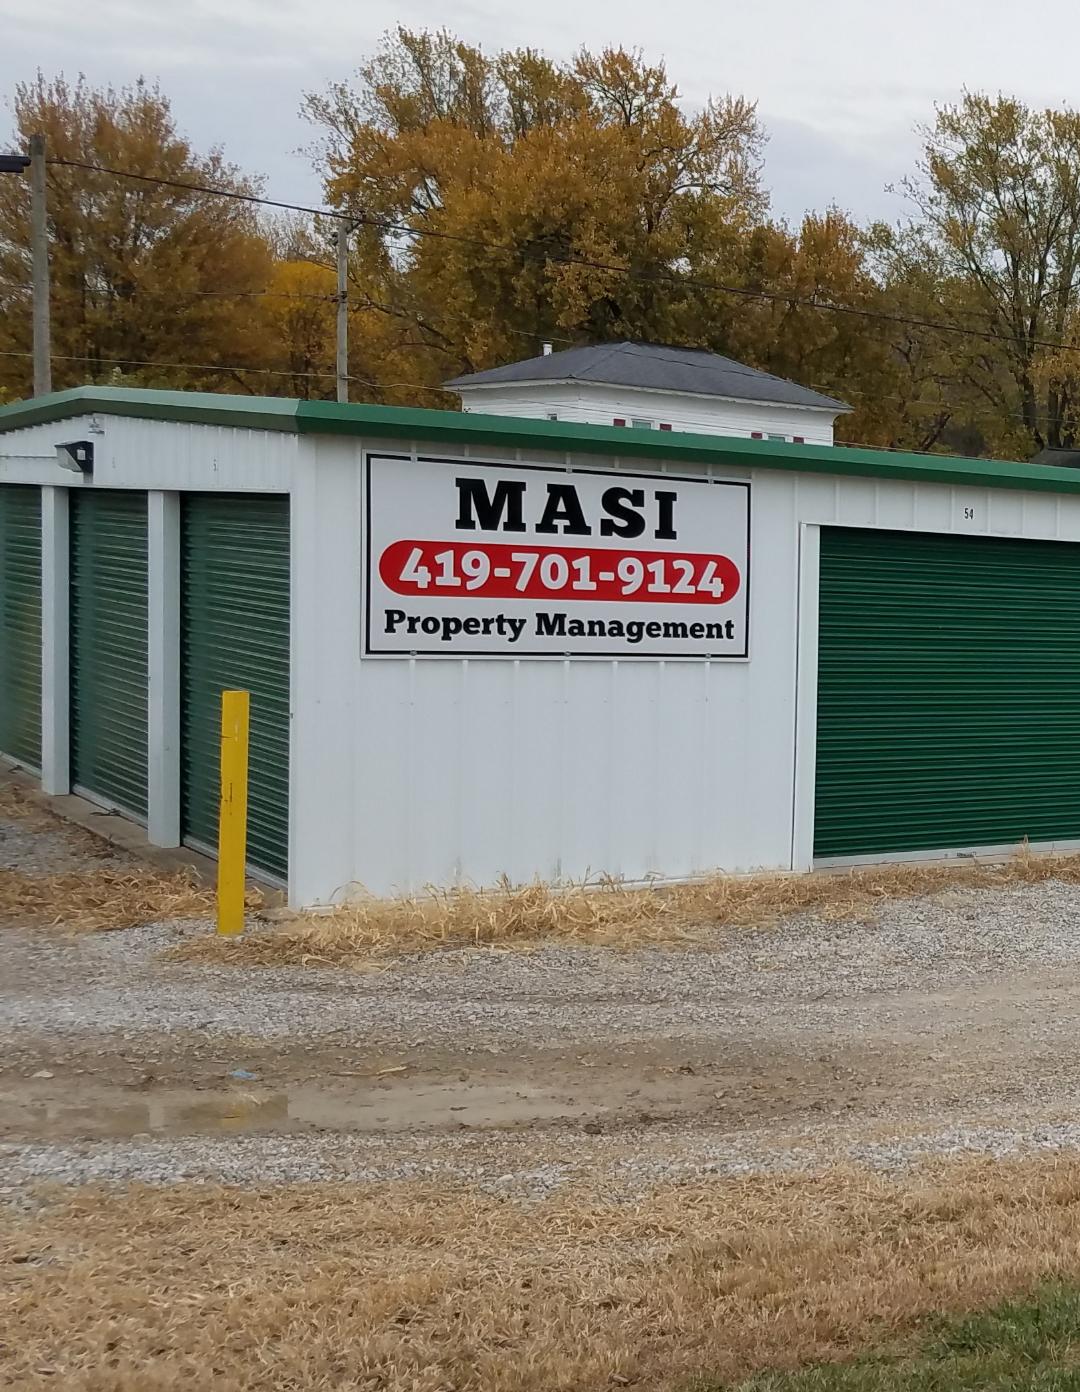 MASI
419-701-9124
Property Management
54